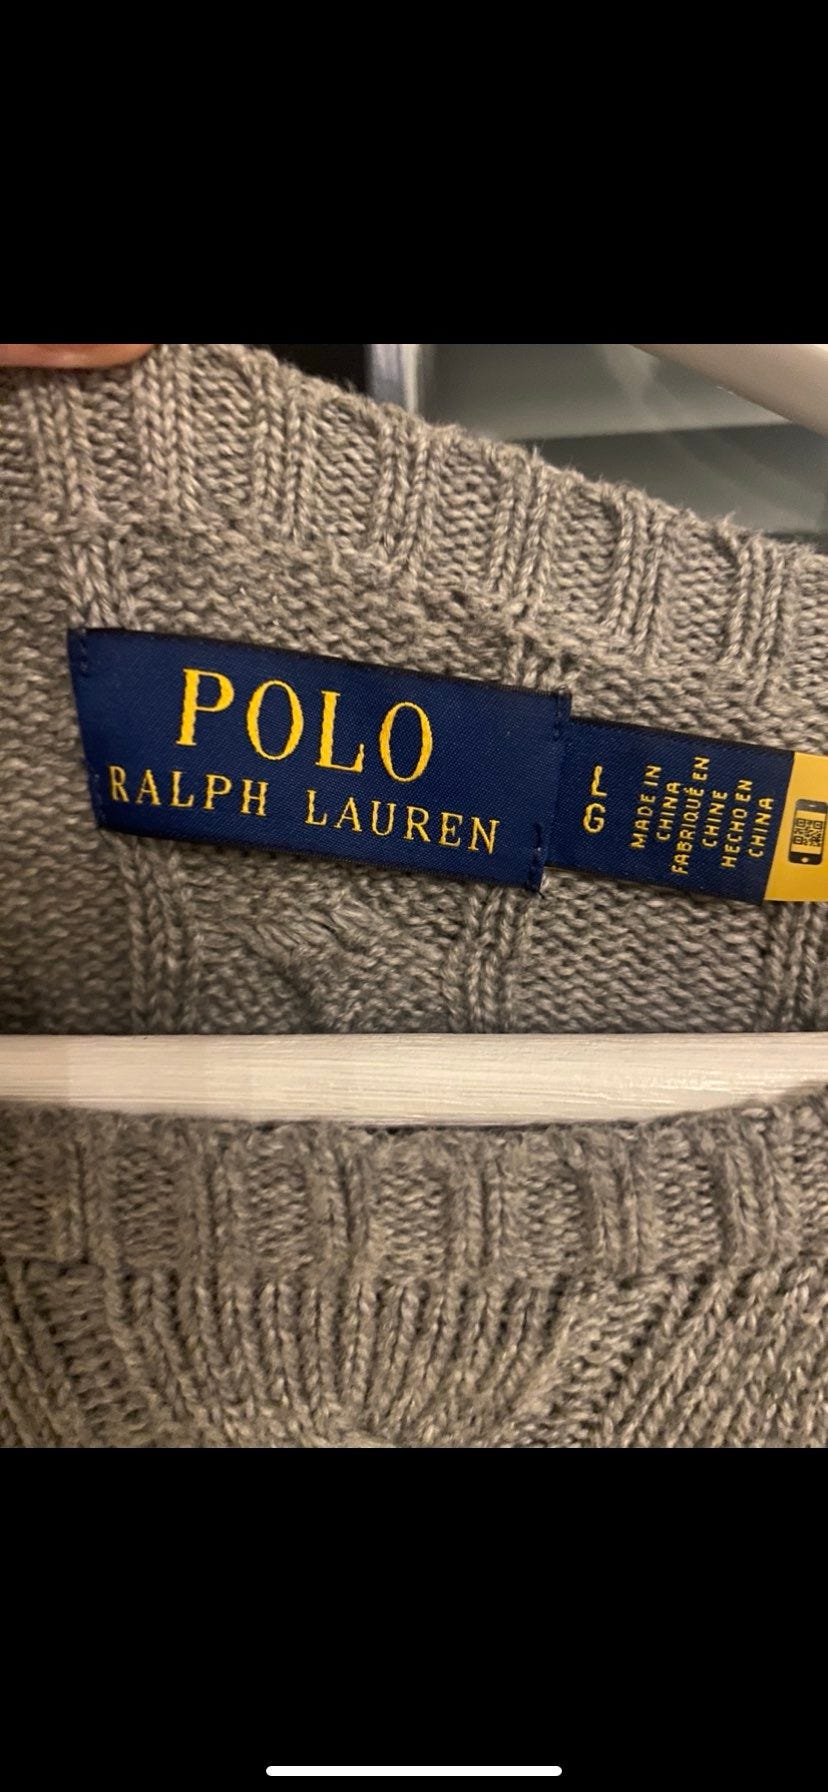 POLO
RALPH LAUREN
L
G
MADE IN
CHINA
FABRIQUÉ EN
CHINE
HECHO EN
CHINA